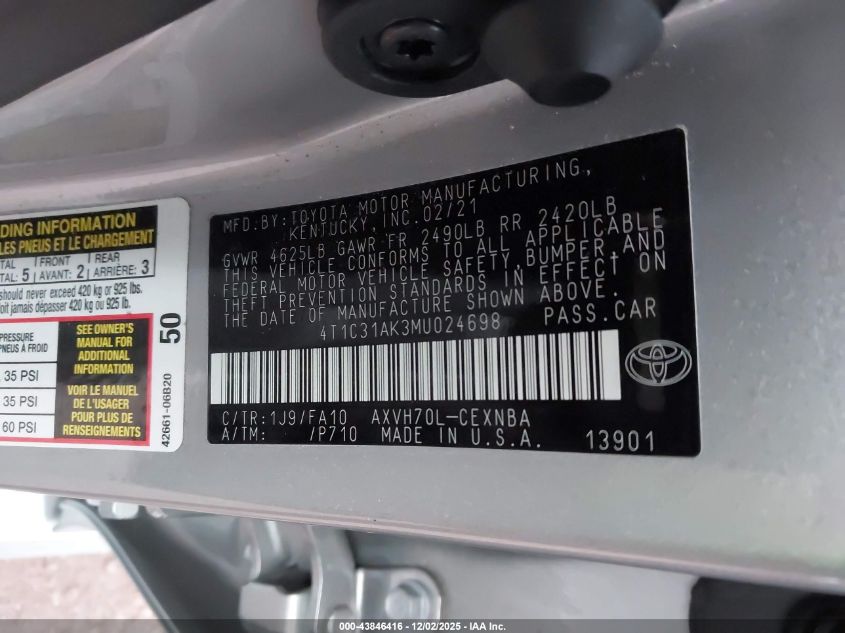 DING INFORMATION
LES PNEUS ET LE CHARGEMENT
TAL FRONT REAR
TAL: 5 AVANT: 2 ARRIÈRE: 3
should never exceed 420 kg or 925 lbs.
oit jamais dépasser 420 kg ou 925 lb.
PRESSURE
PNEUS À FROID
35 PSI
35 PSI
60 PSI
SEE OWNER'S
MANUAL FOR
ADDITIONAL
INFORMATION
VOIR LE MANUEL
DE L'USAGER
POUR PLUS DE
RENSEIGNEMENTS
42661-06B20
50
MFD.BY:TOYOTA MOTOR MANUFACTURING,
KENTUCKY, INC.02/21
GVWR 4625LB GAWR FR 2490LB RR 2420LB
THIS VEHICLE CONFORMS TO ALL APPLICABLE
FEDERAL MOTOR VEHICLE SAFETY, BUMPER,AND
THEFT PREVENTION STANDARDS IN EFFECT ON
THE DATE OF MANUFACTURE SHOWN ABOVE.
4T1C31AK3MU024698 PASS.CAR
C/TR:1J9/FA10 AXVH70L-CEXNBA
A/TM: /P710 MADE IN U.S.A. 13901
000-43846416 • 12/02/2025 • IAA Inc.